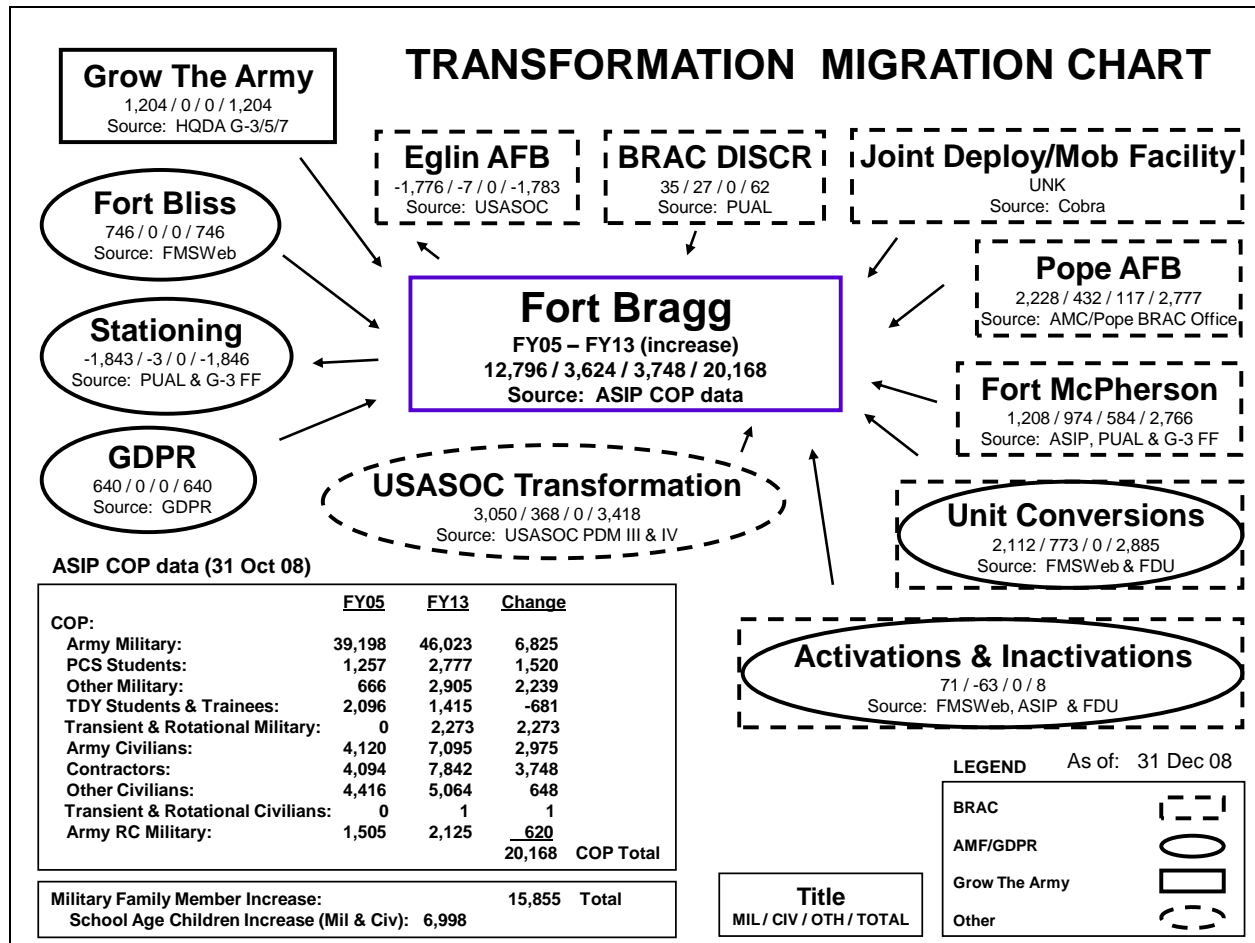 TRANSFORMATION MIGRATION CHART
Grow The Army
1,204 / 0 / 0 / 1,204
Source: HQDA G-3/5/7
Eglin AFB
-1,776 / -7 / 0 / -1,783
Source: USASOC
BRAC DISCR
35 / 27 / 0 / 62
Source: PUAL
Joint Deploy/Mob Facility
UNK
Source: Cobra
Fort Bliss
746 / 0 / 0 / 746
Source: FMSWeb
Pope AFB
2,228 / 432 / 117 / 2,777
Source: AMC/Pope BRAC Office
Stationing
-1,843 / -3 / 0 / -1,846
Source: PUAL & G-3 FF
Fort Bragg
FY05 – FY13 (increase)
12,796 / 3,624 / 3,748 / 20,168
Source: ASIP COP data
Fort McPherson
1,208 / 974 / 584 / 2,766
Source: ASIP, PUAL & G-3 FF
GDPR
640 / 0 / 0 / 640
Source: GDPR
USASOC Transformation
3,050 / 368 / 0 / 3,418
Source: USASOC PDM III & IV
Unit Conversions
2,112 / 773 / 0 / 2,885
Source: FMSWeb & FDU
Activations & Inactivations
71 / -63 / 0 / 8
Source: FMSWeb, ASIP & FDU
ASIP COP data (31 Oct 08)
FY05 FY13 Change
COP:
Army Military: 39,198 46,023 6,825
PCS Students: 1,257 2,777 1,520
Other Military: 666 2,905 2,239
TDY Students & Trainees: 2,096 1,415 -681
Transient & Rotational Military: 0 2,273 2,273
Army Civilians: 4,120 7,095 2,975
Contractors: 4,094 7,842 3,748
Other Civilians: 4,416 5,064 648
Transient & Rotational Civilians: 0 1 1
Army RC Military: 1,505 2,125 620
20,168 COP Total
Military Family Member Increase: 15,855 Total
School Age Children Increase (Mil & Civ): 6,998
Title
MIL / CIV / OTH / TOTAL
LEGEND As of: 31 Dec 08
BRAC
AMF/GDPR
Grow The Army
Other